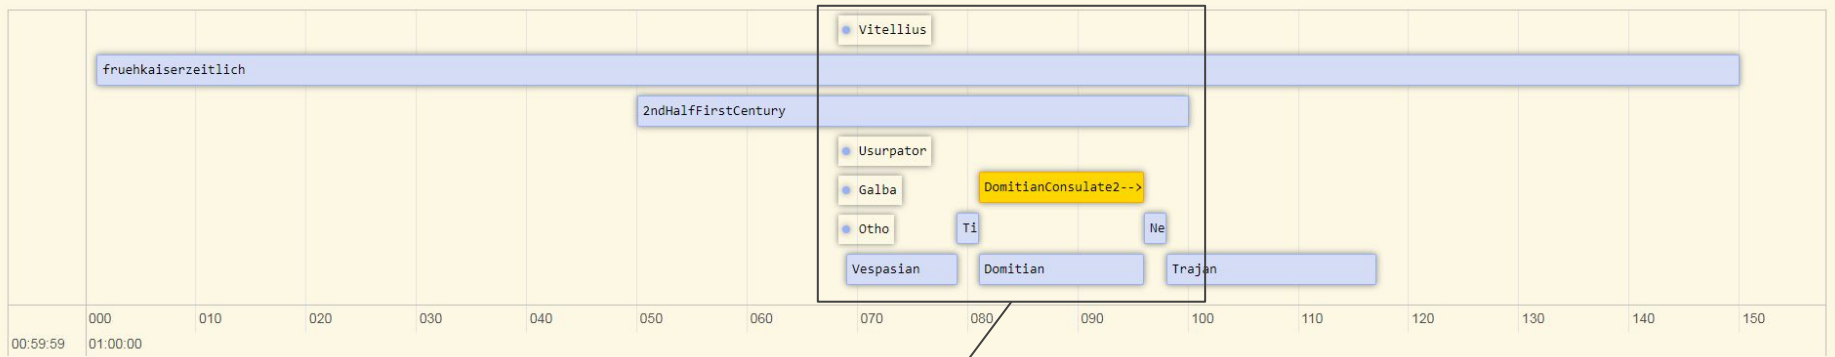 Vitellius
fruehkaiserzeitlich
2ndHalfFirstCentury
Usurpator
Galba
DomitianConsulate2-->
Otho
Ti
Ne
Vespasian
Domitian
Trajan
000 010 020 030 040 050 060 070 080 090 100 110 120 130 140 150
00:59:59 01:00:00